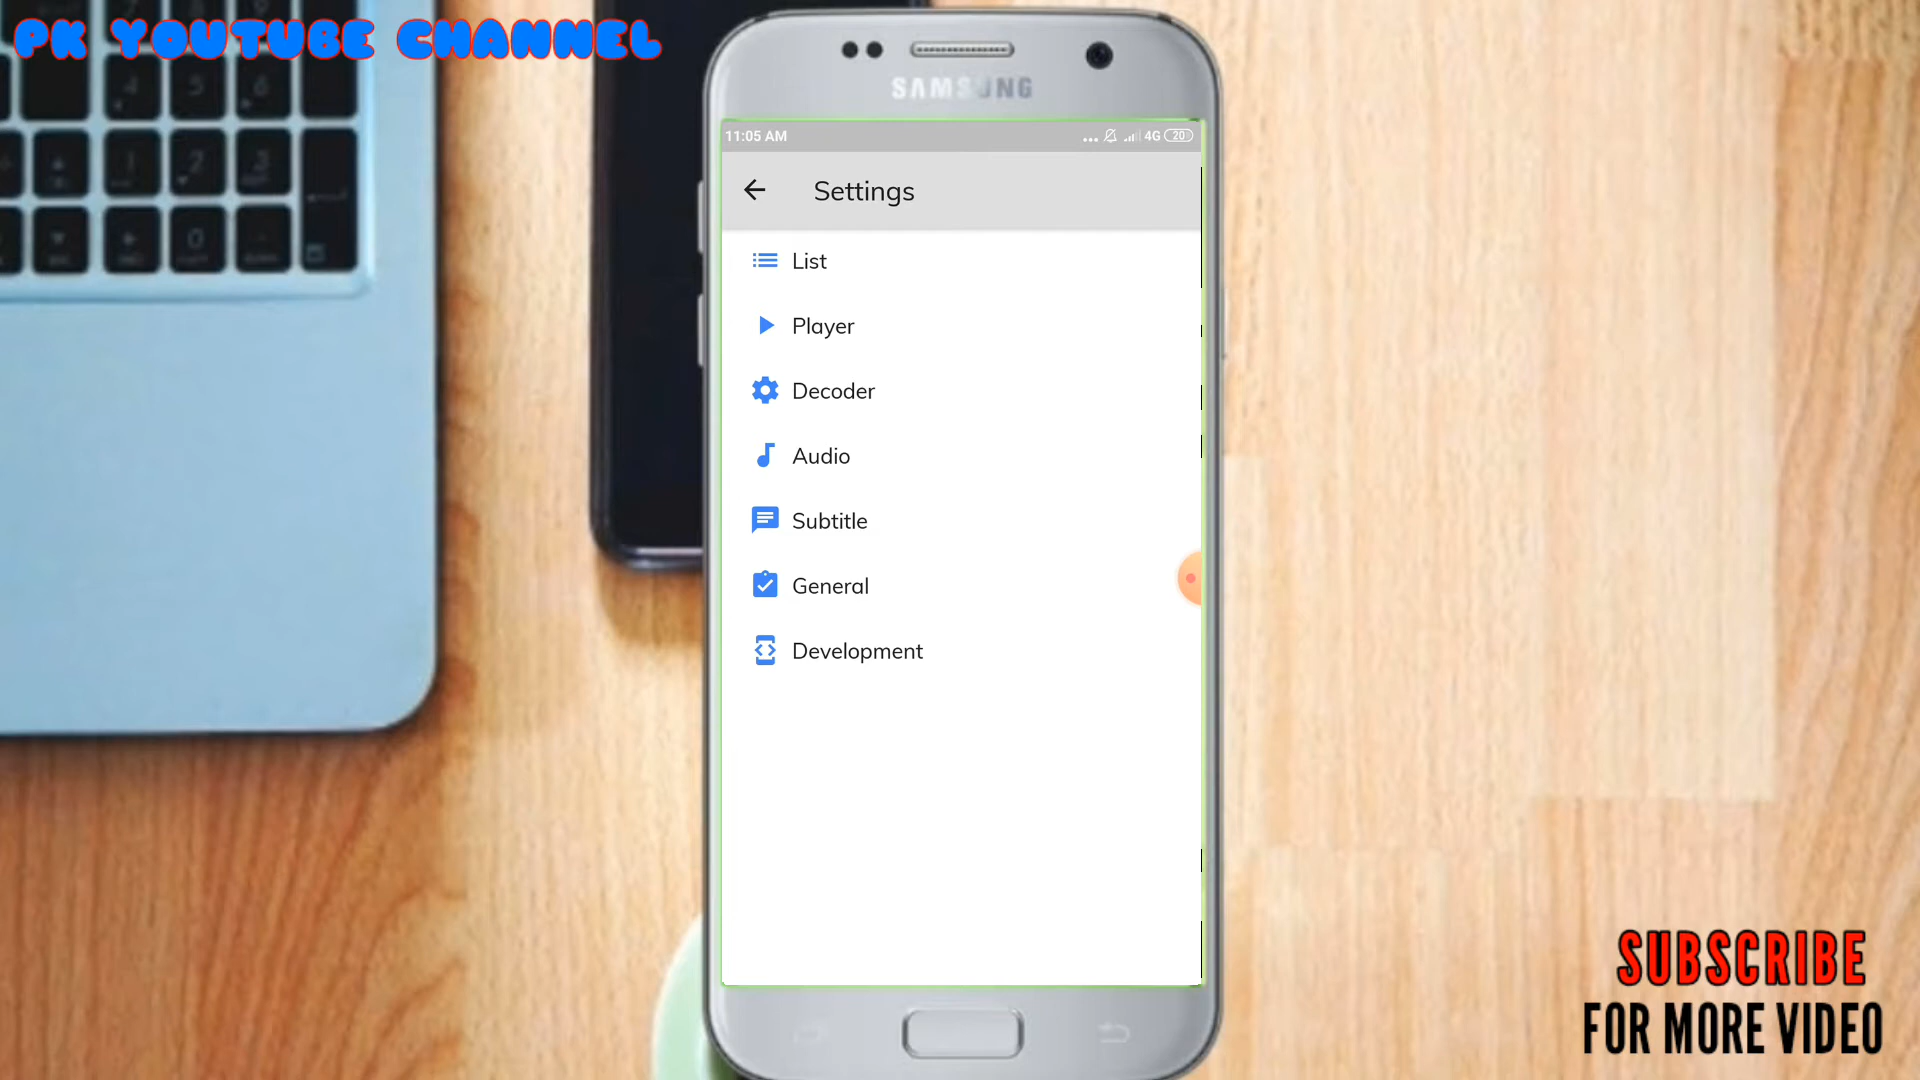 PK YOUTUBE CHANNEL
SAMSUNG
11:05 AM
4G 20
Settings
List
Player
Decoder
Audio
Subtitle
General
Development
SUBSCRIBE
FOR MORE VIDEO